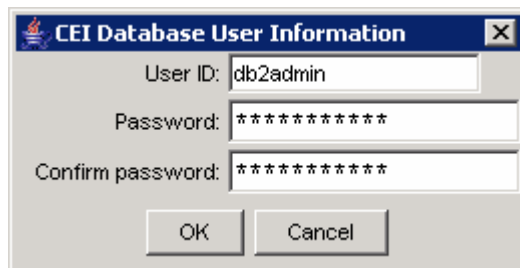 CEI Database User Information
User ID: db2admin
Password: ***********
Confirm password: ***********
OK Cancel